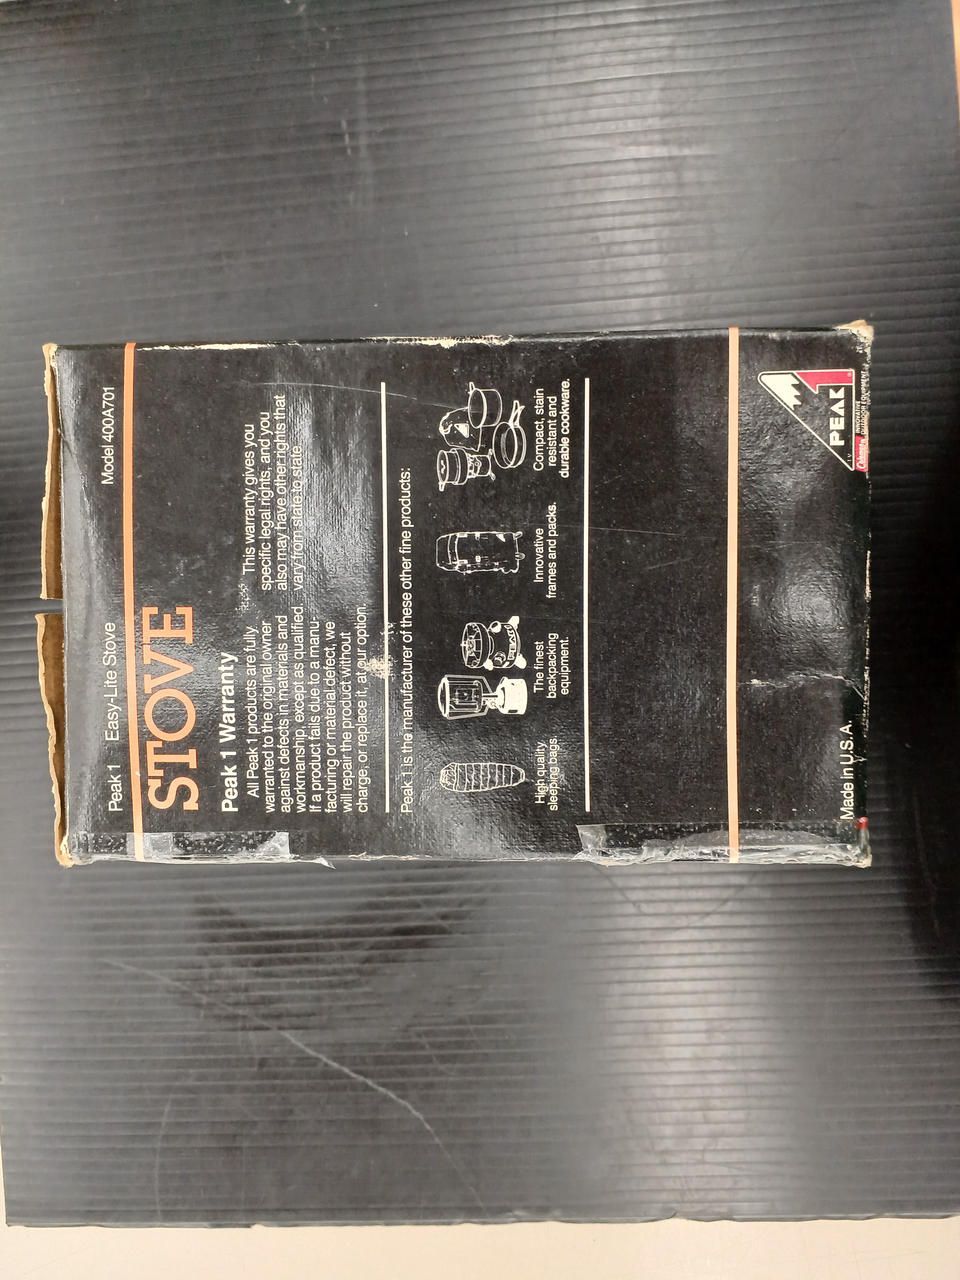 Peak 1 Easy-Lite Stove Model 400A701
STOVE
Peak 1 Warranty
All Peak 1 products are fully
warranted to the original owner
against defects in materials and
workmanship, except as qualified.
If a product fails due to a manu-
facturing or material defect, we
will repair the product without
charge, or replace it, at our option.
This warranty gives you
specific legal rights, and you
also may have other rights that
vary from state to state
Peak 1 is the manufacturer of these other fine products:
High quality
sleeping bags.
The finest
backpacking
equipment.
Innovative
frames and packs.
Compact, stain
resistant and
durable cookware.
Made in U.S.A.
PEAK 1
Coleman INNOVATIVE
OUTDOOR EQUIPMENT